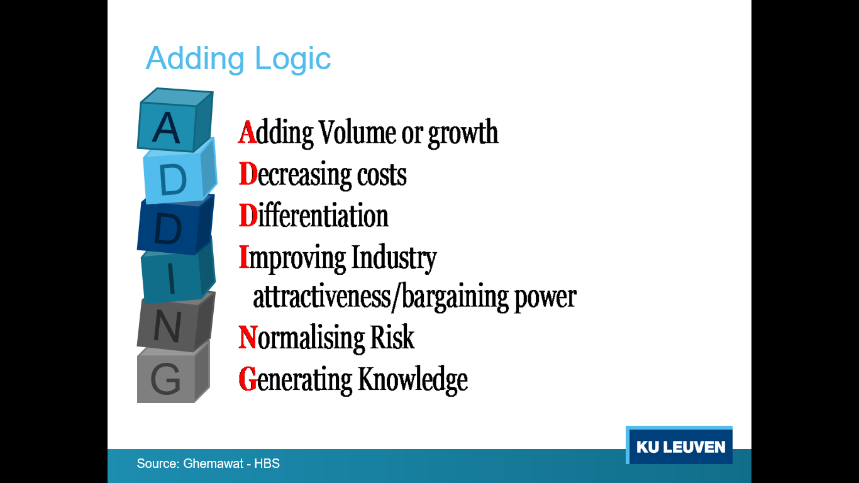 Adding Logic
A
D
D
I
N
G
Adding Volume or growth
Decreasing costs
Differentiation
Improving Industry
attractiveness/bargaining power
Normalising Risk
Generating Knowledge
KU LEUVEN
Source: Ghemawat - HBS